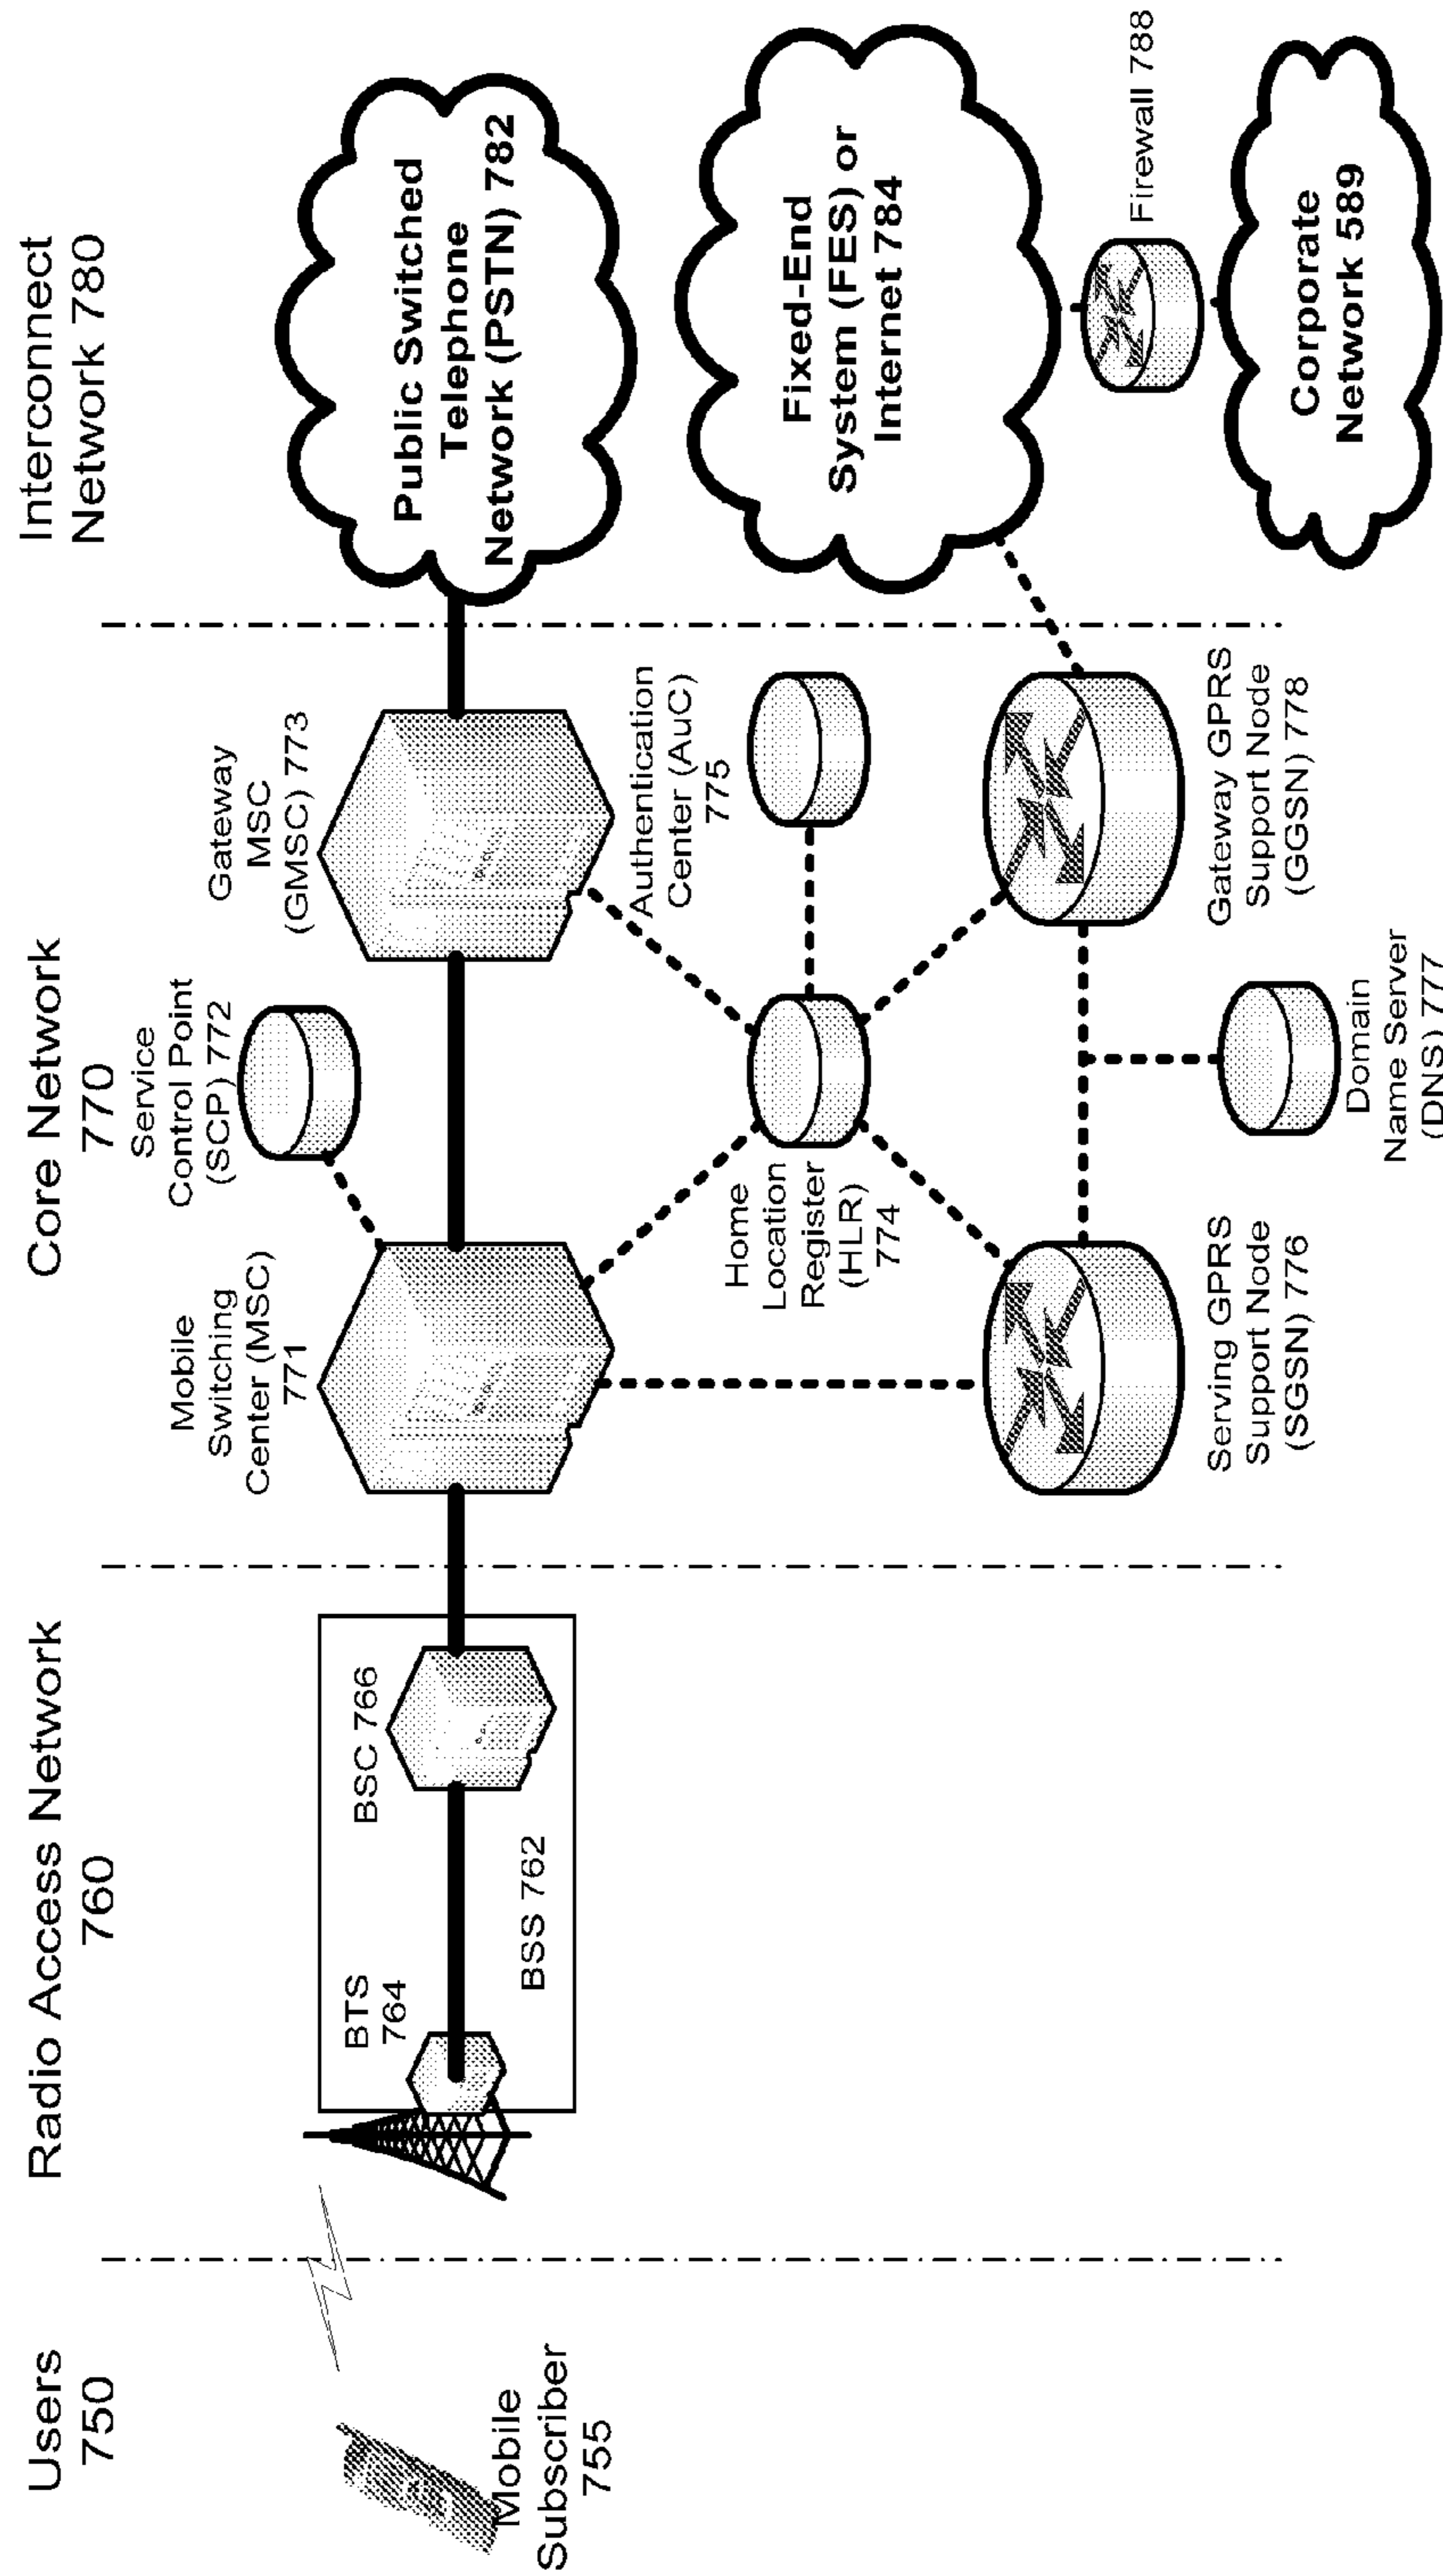 Users
750
Radio Access Network
760
Core Network
770
Interconnect
Network 780
Mobile
Subscriber
755
BTS
764
BSC 766
BSS 762
Mobile
Switching
Center (MSC)
771
Service
Control Point
(SCP) 772
Gateway
MSC
(GMSC) 773
Public Switched
Telephone
Network (PSTN) 782
Home
Location
Register
(HLR)
774
Authentication
Center (AuC)
775
Fixed-End
System (FES) or
Internet 784
Serving GPRS
Support Node
(SGSN) 776
Gateway GPRS
Support Node
(GGSN) 778
Domain
Name Server
(DNS) 777
Firewall 788
Corporate
Network 589